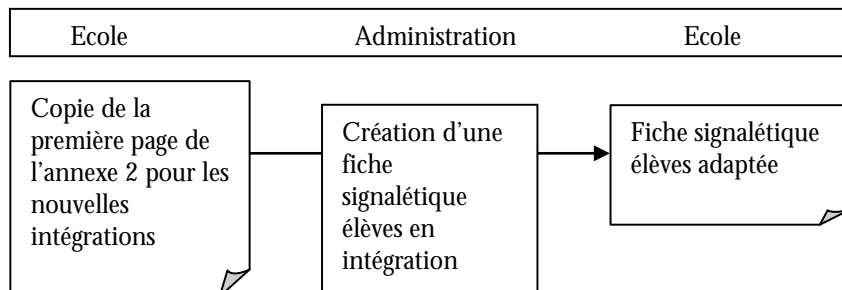 Ecole Administration Ecole
Copie de la
première page de
l'annexe 2 pour les
nouvelles
intégrations
Création d'une
fiche
signalétique
élèves en
intégration
Fiche signalétique
élèves adaptée